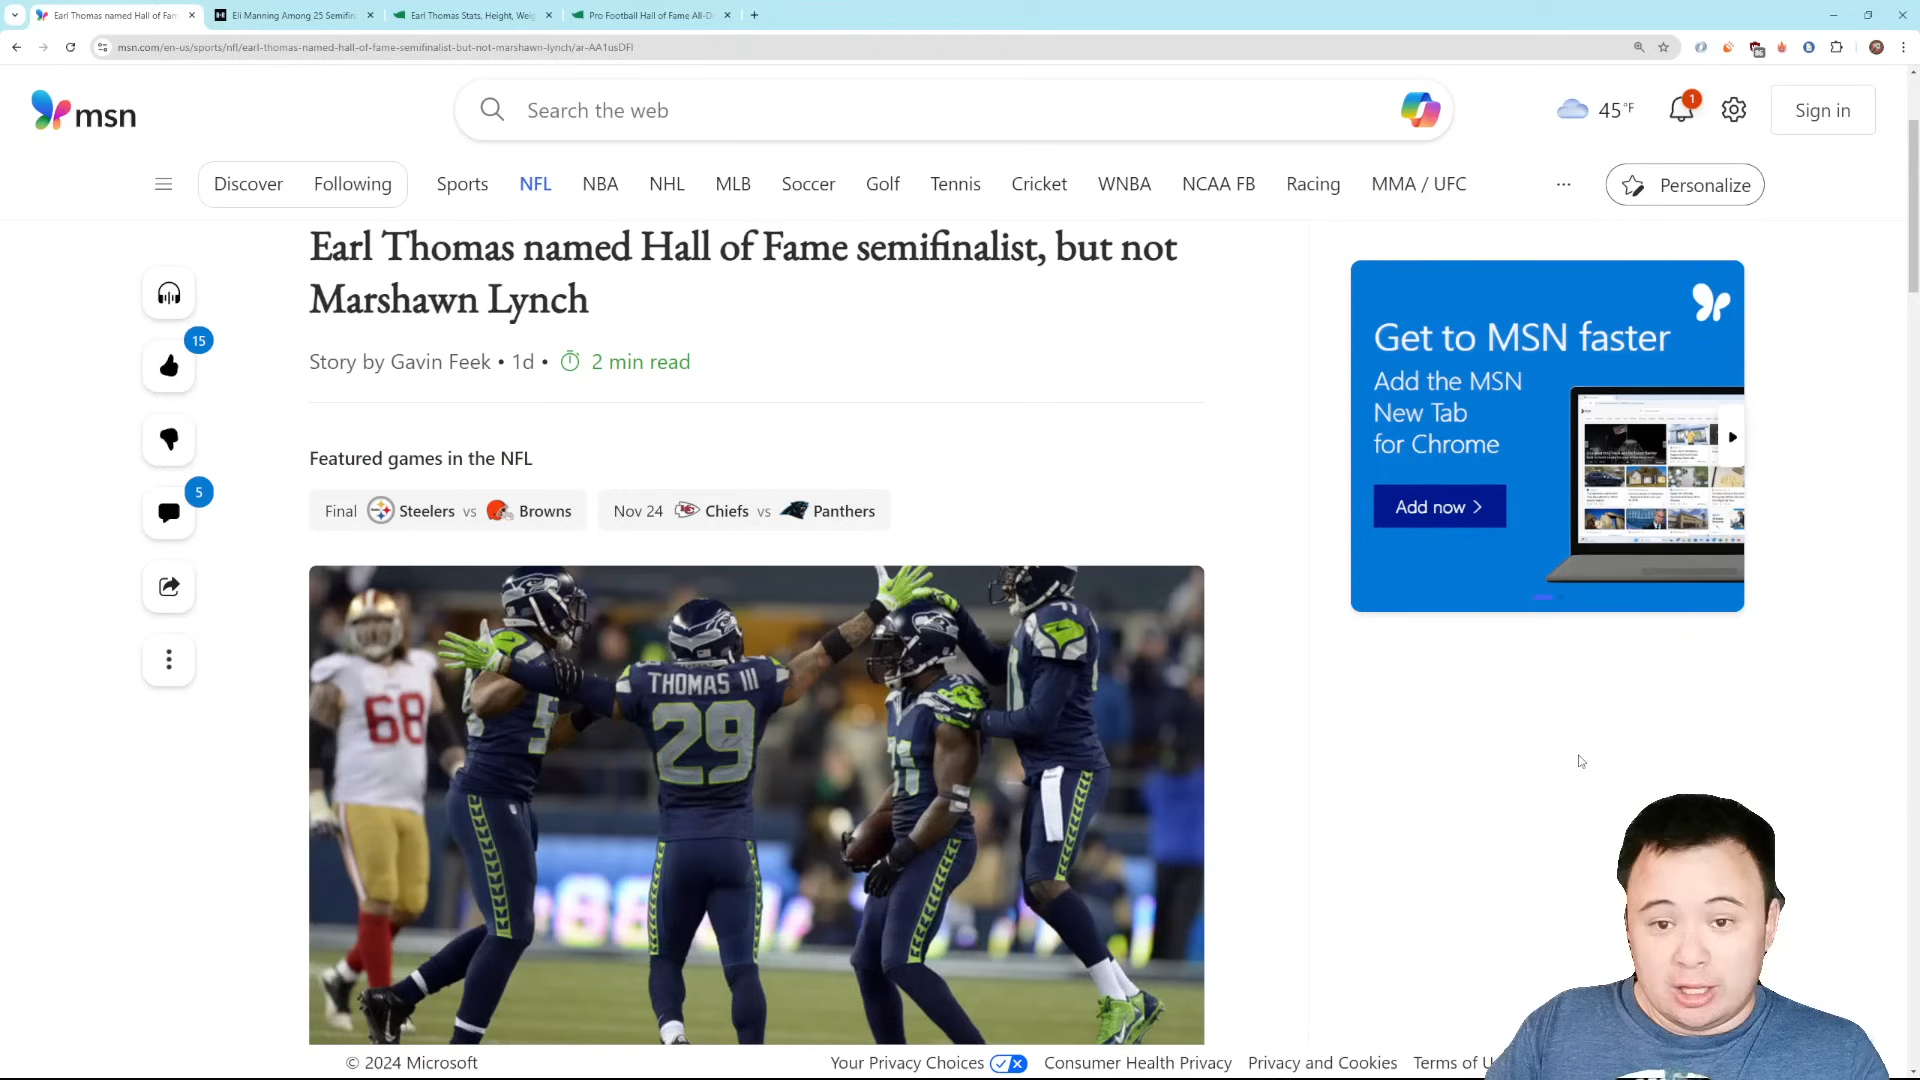 Earl Thomas named Hall of Fam
Eli Manning Among 25 Semifin
Earl Thomas Stats, Height, Weig
Pro Football Hall of Fame All-D
msn.com/en-us/sports/nfl/earl-thomas-named-hall-of-fame-semifinalist-but-not-marshawn-lynch/ar-AA1usDFl
msn
Search the web
45 °F
1
Sign in
Discover
Following
Sports
NFL
NBA
NHL
MLB
Soccer
Golf
Tennis
Cricket
WNBA
NCAA FB
Racing
MMA / UFC
Personalize
Earl Thomas named Hall of Fame semifinalist, but not
Marshawn Lynch
Story by Gavin Feek • 1d • 2 min read
15
5
Featured games in the NFL
Final Steelers vs Browns
Nov 24 Chiefs vs Panthers
Get to MSN faster
Add the MSN
New Tab
for Chrome
Add now
68
THOMAS III
29
© 2024 Microsoft
Your Privacy Choices
Consumer Health Privacy
Privacy and Cookies
Terms of U